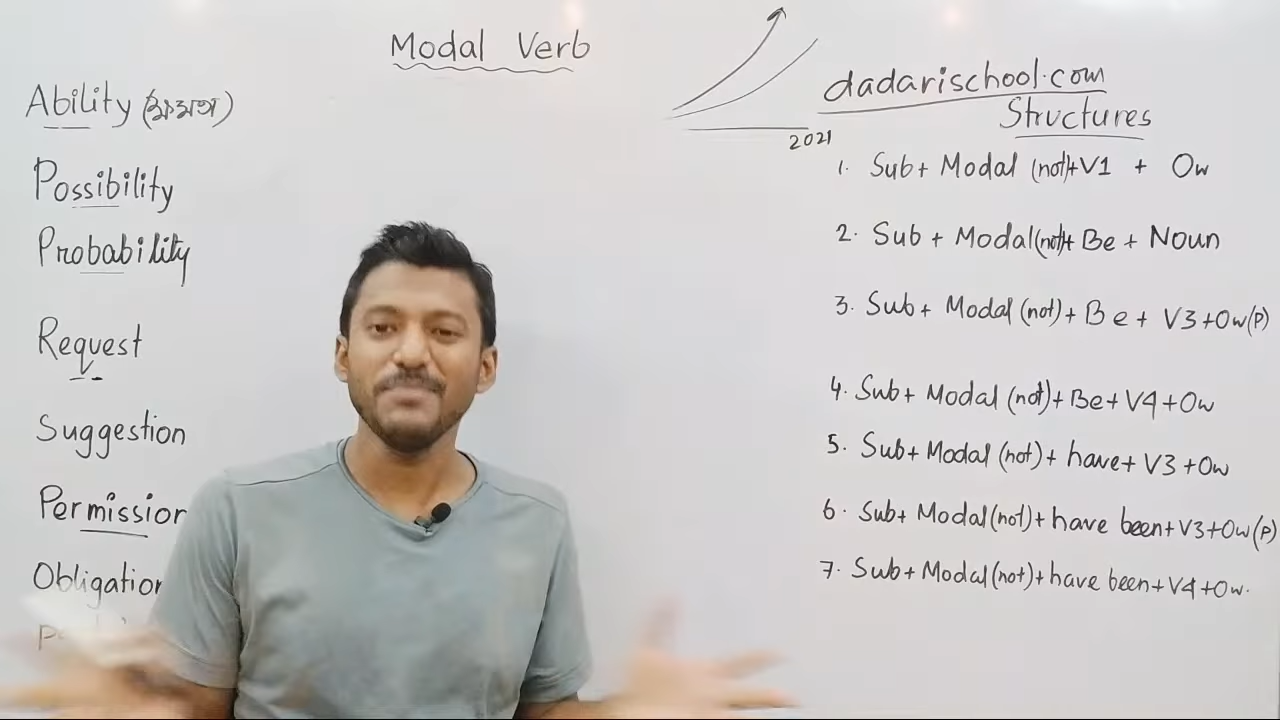 Modal Verb
Ability (ক্ষমতা)
Possibility
Probability
Request
Suggestion
Permission
Obligation
2021
dadarischool.com
Structures
1. Sub+ Modal (not)+V1 + Ow
2. Sub + Modal(not)+ Be + Noun
3. Sub+ Modal (not)+ Be+ V3+Ow(P)
4. Sub+ Modal (not)+Be+V4+Ow
5. Sub+Modal (not)+ have+ V3+Ow
6. Sub+ Modal(not)+have been+V3+Ow(P)
7. Sub+Modal(not)+have been+V4+Ow.